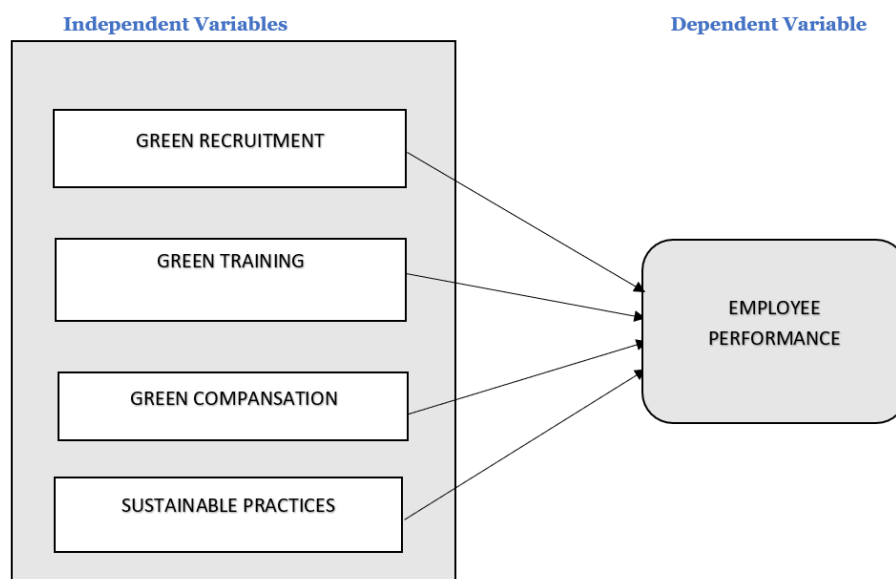 Independent Variables
Dependent Variable
GREEN RECRUITMENT
GREEN TRAINING
GREEN COMPANSATION
SUSTAINABLE PRACTICES
EMPLOYEE
PERFORMANCE